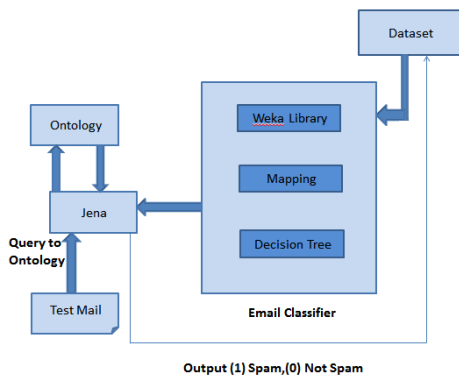 Dataset
Weka Library
Ontology
Mapping
Jena
Query to
Ontology
Decision Tree
Test Mail
Email Classifier
Output (1) Spam,(0) Not Spam